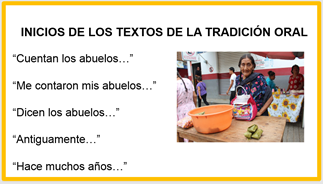 INICIOS DE LOS TEXTOS DE LA TRADICIÓN ORAL
“Cuentan los abuelos…”
“Me contaron mis abuelos…”
“Dicen los abuelos…”
“Antiguamente…”
“Hace muchos años…”